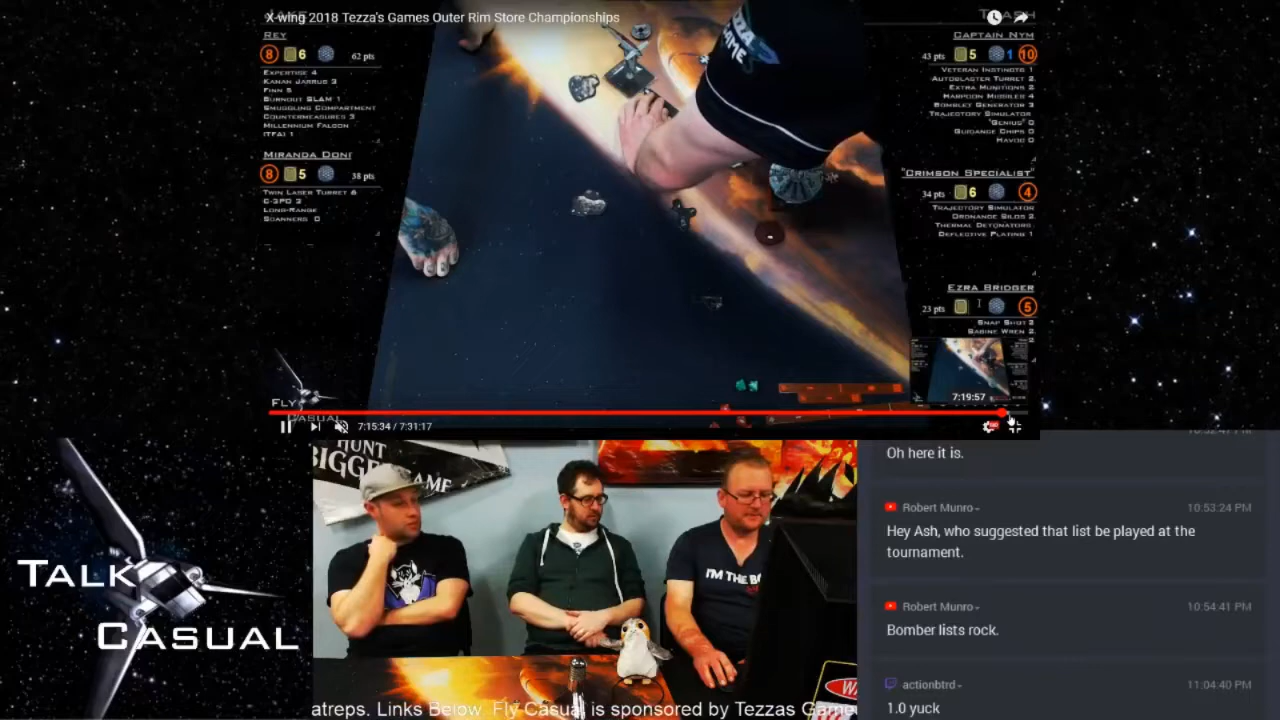 X-wing 2018 Tezza's Games Outer Rim Store Championships
Rey
8 6 62 pts
Expertise 4
Kanan Jarrus 3
Finn 5
Burnout SLAM 1
Smuggling Compartment
Countermeasures 3
Millennium Falcon
(TFA) 1
Miranda Doni
8 5 38 pts
Twin Laser Turret 6
C-3PO 3
Long-Range
Scanners 0
Captain Nym
43 pts 5 1 10
Veteran Instincts 1
Autoblaster Turret 2
Extra Munitions 2
Harpoon Missiles 4
Bomblet Generator 3
Trajectory Simulator
"Genius" 0
Guidance Chips 0
Havoc 0
"Crimson Specialist"
34 pts 6 4
Trajectory Simulator
Ordnance Silos 2
Thermal Detonators
Deflective Plating 1
Ezra Bridger
23 pts 5
Snap Shot 2
Sabine Wren 2
GAME
7:19:57
Fly
Casual
7:15:34 / 7:31:17
Talk
Casual
HUNT
BIGGE
AME
I'M THE BO
WA
atreps. Links Below. Fly Casual is sponsored by Tezzas Game
Oh here it is.
Robert Munro 10:53:24 PM
Hey Ash, who suggested that list be played at the
tournament.
Robert Munro 10:54:41 PM
Bomber lists rock.
actionbtrd 11:04:40 PM
1.0 yuck